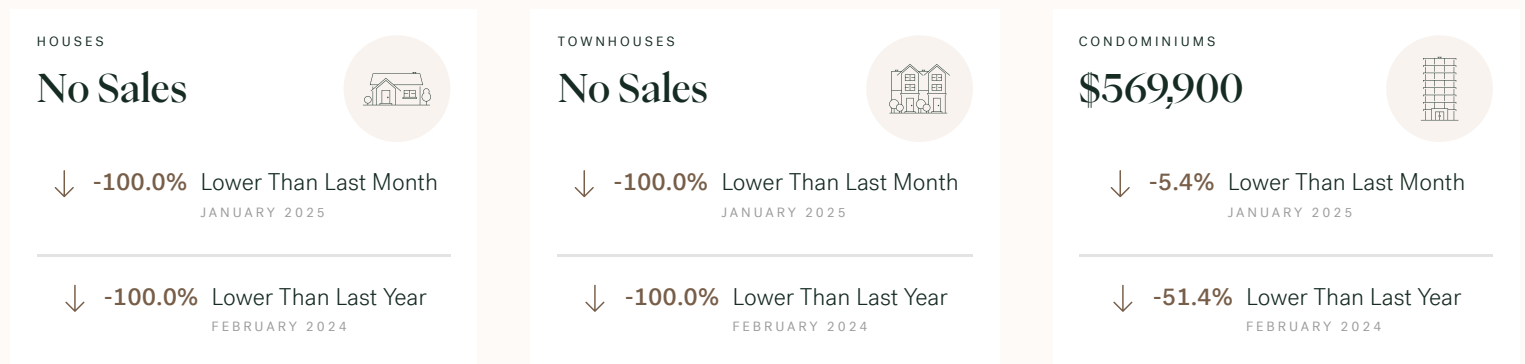 HOUSES
No Sales
-100.0% Lower Than Last Month
JANUARY 2025
-100.0% Lower Than Last Year
FEBRUARY 2024
TOWNHOUSES
No Sales
-100.0% Lower Than Last Month
JANUARY 2025
-100.0% Lower Than Last Year
FEBRUARY 2024
CONDOMINIUMS
$569,900
-5.4% Lower Than Last Month
JANUARY 2025
-51.4% Lower Than Last Year
FEBRUARY 2024